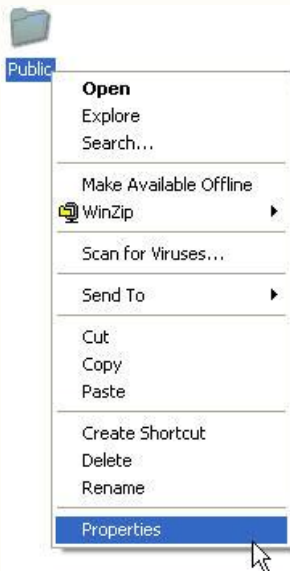 Public
Open
Explore
Search...
Make Available Offline
WinZip
Scan for Viruses...
Send To
Cut
Copy
Paste
Create Shortcut
Delete
Rename
Properties